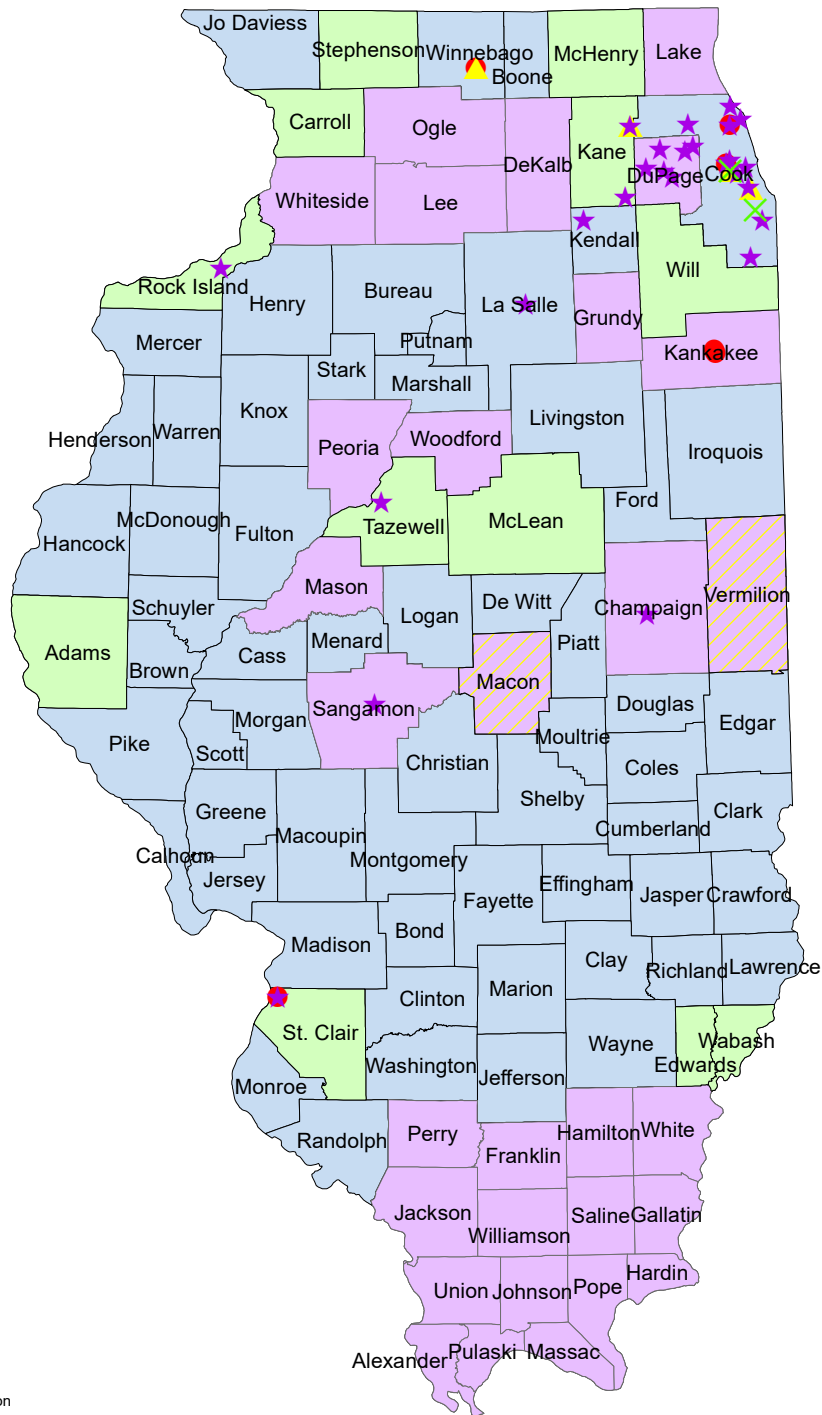 Jo Daviess
Stephenson
Winnebago
Boone
McHenry
Lake
Carroll
Ogle
DeKalb
Kane
DuPage
Cook
Whiteside
Lee
Kendall
Will
Rock Island
Henry
Bureau
La Salle
Grundy
Mercer
Putnam
Kankakee
Stark
Marshall
Henderson
Warren
Knox
Peoria
Woodford
Livingston
Iroquois
Ford
Hancock
McDonough
Fulton
Tazewell
McLean
Mason
Logan
De Witt
Champaign
Vermilion
Schuyler
Adams
Brown
Cass
Menard
Piatt
Macon
Sangamon
Douglas
Edgar
Pike
Scott
Morgan
Christian
Moultrie
Coles
Shelby
Greene
Macoupin
Montgomery
Cumberland
Clark
Calhoun
Jersey
Fayette
Effingham
Jasper
Crawford
Madison
Bond
Clay
Richland
Lawrence
Clinton
Marion
St. Clair
Wayne
Edwards
Wabash
Washington
Jefferson
Monroe
Randolph
Perry
Franklin
Hamilton
White
Jackson
Williamson
Saline
Gallatin
Union
Johnson
Pope
Hardin
Alexander
Pulaski
Massac
on